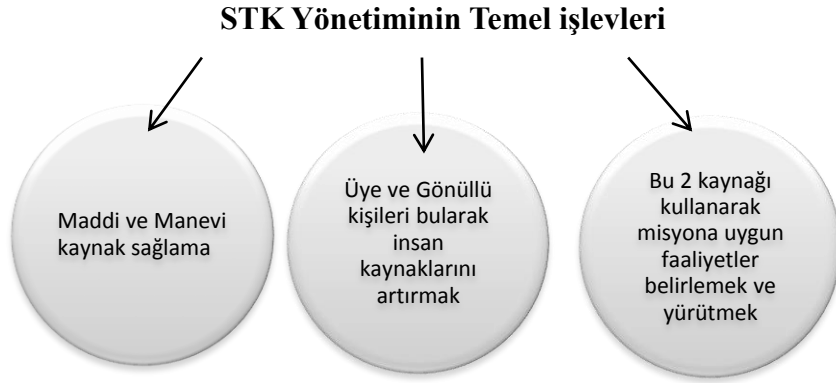 STK Yönetiminin Temel işlevleri
Maddi ve Manevi
kaynak sağlama
Üye ve Gönüllü
kişileri bularak
insan
kaynaklarını
artırmak
Bu 2 kaynağı
kullanarak
misyona uygun
faaliyetler
belirlemek ve
yürütmek